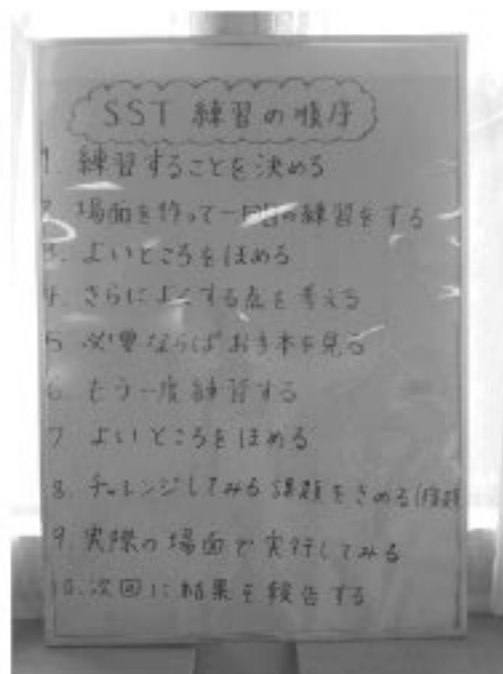 SST 練習の順序
1. 練習することを決める
2. 場面を作って一回目の練習をする
3. よいところをほめる
4. さらによくする点を考える
5 必要ならばお手本を見る
6 もう一度練習する
7 よいところをほめる
8. チャレンジしてみる課題をきめる(宿題
9. 実際の場面で実行してみる
10. 次回に結果を報告する